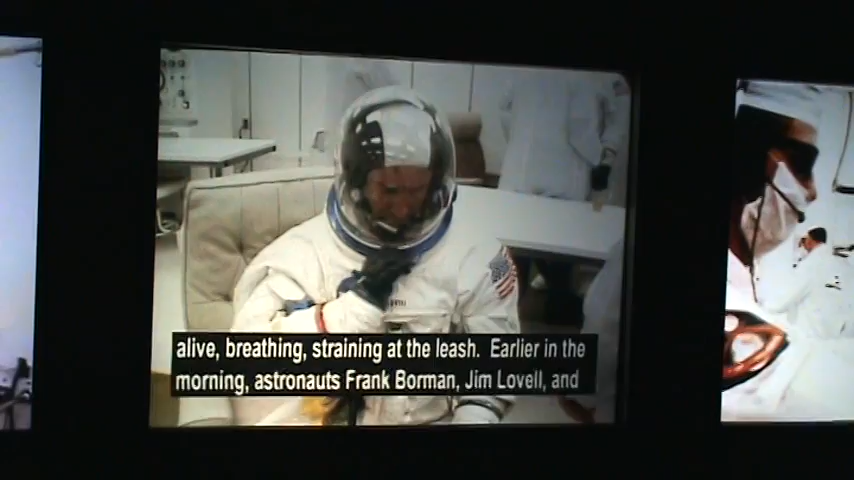 alive, breathing, straining at the leash.  Earlier in the
morning, astronauts Frank Borman, Jim Lovell, and